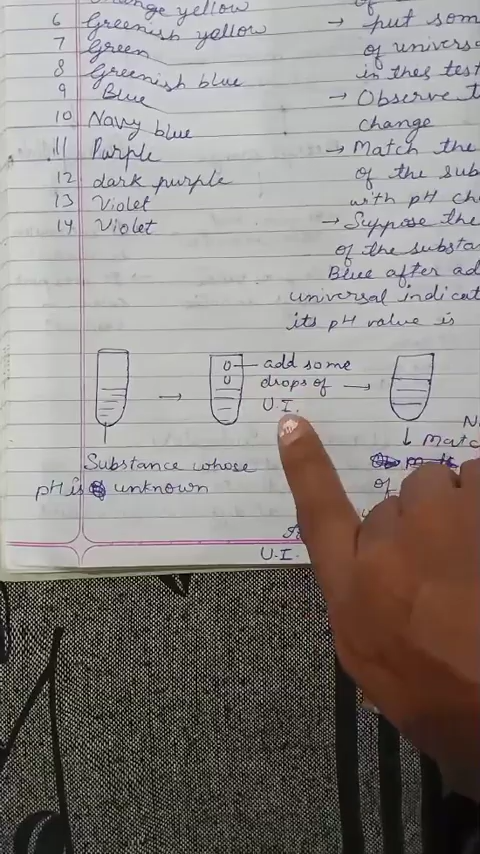 yellow
6 Greenish yellow
7 Green
8 Greenish blue
9 Blue
10 Navy blue
11 Purple
12 dark purple
13 Violet
14 Violet
→ put som
of univers
in thes test
→ Observe t
change
→ Match the
of the sub
with pH ch
→ Suppose the
of the substa
Blue after ad
universal indicat
its pH value is
add some
drops of
U.I.
Substance whose
pH is unknown
↓ Matc
of
U.I.